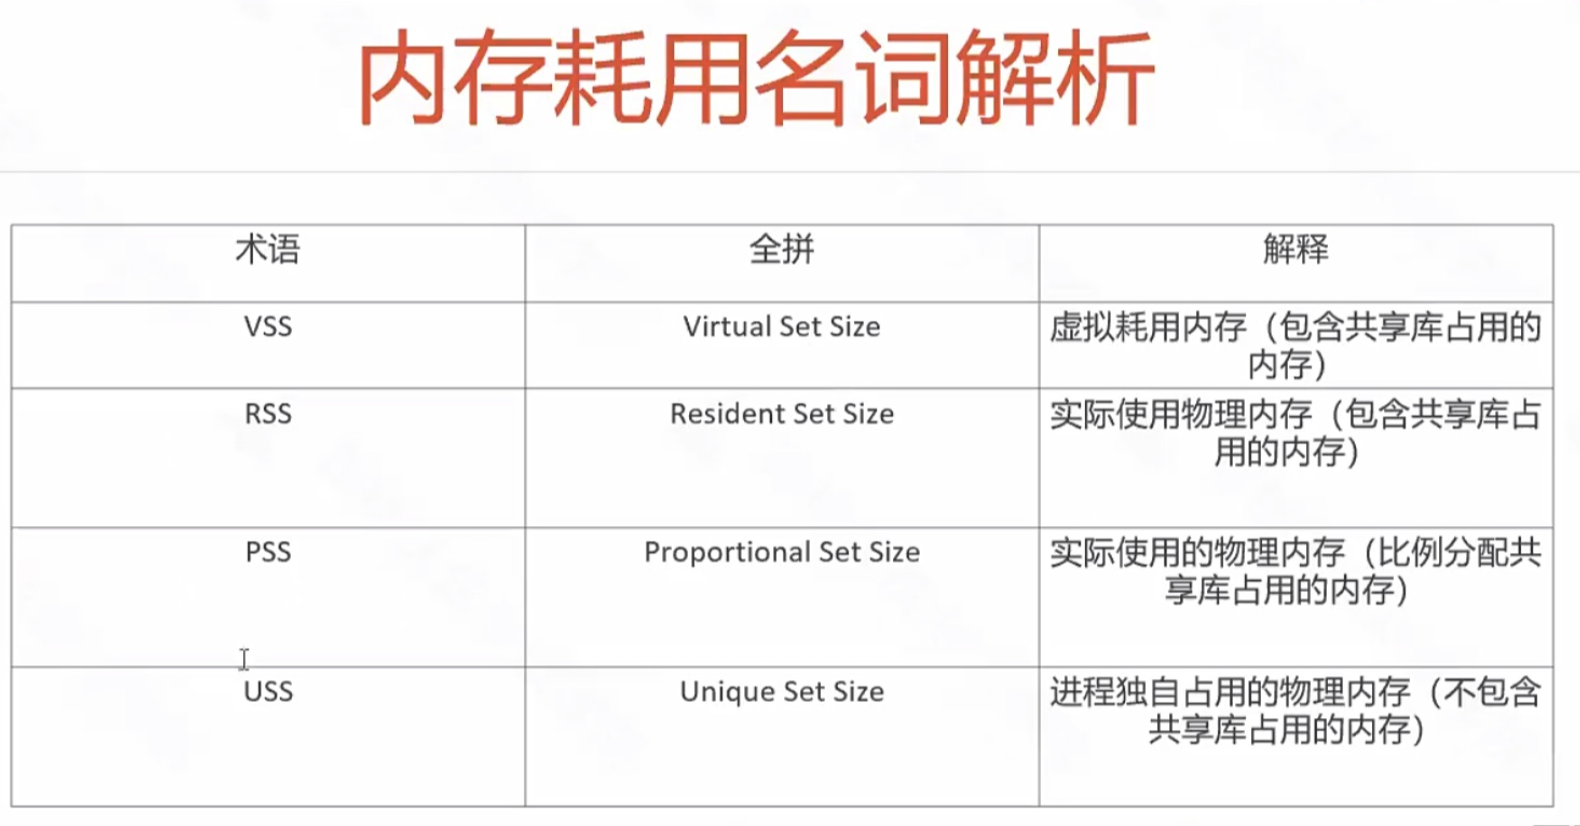 内存耗用名词解析
术语
全拼
解释
VSS
Virtual Set Size
虚拟耗用内存（包含共享库占用的
内存）
RSS
Resident Set Size
实际使用物理内存（包含共享库占
用的内存）
PSS
Proportional Set Size
实际使用的物理内存（比例分配共
享库占用的内存）
USS
Unique Set Size
进程独自占用的物理内存（不包含
共享库占用的内存）